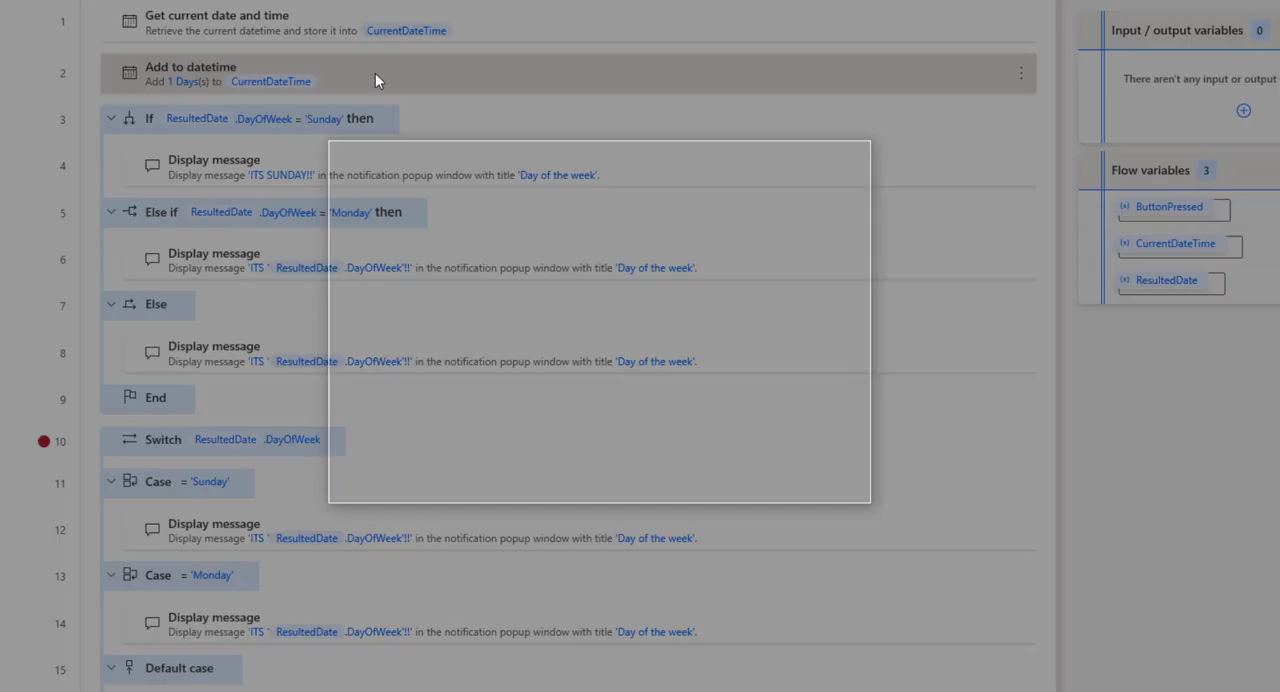 1
Get current date and time
Retrieve the current datetime and store it into CurrentDateTime
2
Add to datetime
Add 1 Days(s) to CurrentDateTime
3
If ResultedDate .DayOfWeek = 'Sunday' then
4
Display message
Display message 'ITS SUNDAY!!' in the notification popup window with title 'Day of the week'.
5
Else if ResultedDate .DayOfWeek = 'Monday' then
6
Display message
Display message 'ITS ' ResultedDate .DayOfWeek'!!' in the notification popup window with title 'Day of the week'.
7
Else
8
Display message
Display message 'ITS ' ResultedDate .DayOfWeek'!!' in the notification popup window with title 'Day of the week'.
9
End
10
Switch ResultedDate .DayOfWeek
11
Case = 'Sunday'
12
Display message
Display message 'ITS ' ResultedDate .DayOfWeek'!!' in the notification popup window with title 'Day of the week'.
13
Case = 'Monday'
14
Display message
Display message 'ITS ' ResultedDate .DayOfWeek'!!' in the notification popup window with title 'Day of the week'.
15
Default case
Input / output variables 0
There aren't any input or output
Flow variables 3
(x) ButtonPressed
(x) CurrentDateTime
(x) ResultedDate